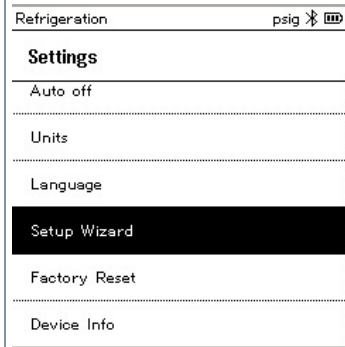 Refrigeration psig
Settings
Auto off
Units
Language
Setup Wizard
Factory Reset
Device Info